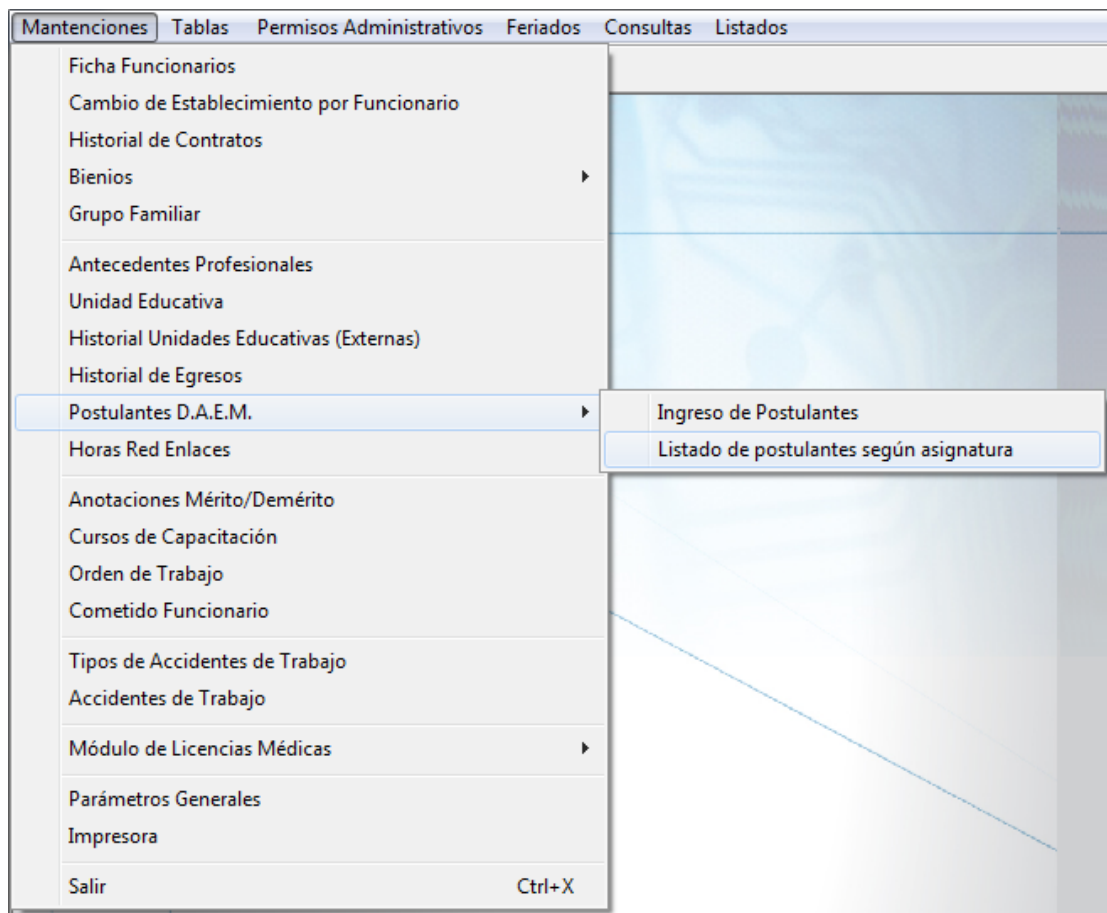 Mantenciones Tablas Permisos Administrativos Feriados Consultas Listados
Ficha Funcionarios
Cambio de Establecimiento por Funcionario
Historial de Contratos
Bienios
Grupo Familiar
Antecedentes Profesionales
Unidad Educativa
Historial Unidades Educativas (Externas)
Historial de Egresos
Postulantes D.A.E.M.
Ingreso de Postulantes
Listado de postulantes según asignatura
Horas Red Enlaces
Anotaciones Mérito/Demérito
Cursos de Capacitación
Orden de Trabajo
Cometido Funcionario
Tipos de Accidentes de Trabajo
Accidentes de Trabajo
Módulo de Licencias Médicas
Parámetros Generales
Impresora
Salir Ctrl+X